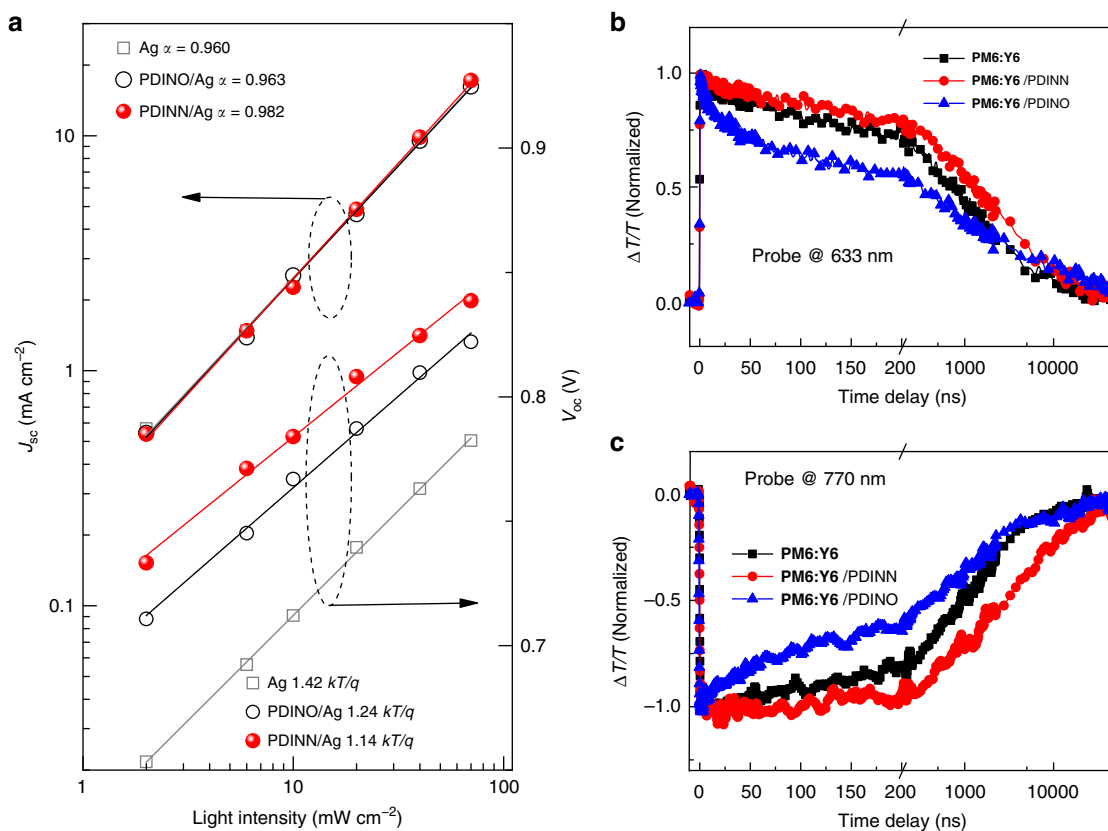 a
Ag α = 0.960
PDINO/Ag α = 0.963
PDINN/Ag α = 0.982
10
1
0.1
J_sc (mA cm⁻²)
0.9
0.8
0.7
V_oc (V)
Ag 1.42 kT/q
PDINO/Ag 1.24 kT/q
PDINN/Ag 1.14 kT/q
1
10
100
Light intensity (mW cm⁻²)
b
PM6:Y6
PM6:Y6 /PDINN
PM6:Y6 /PDINO
1.0
0.5
0.0
Δ T/T (Normalized)
Probe @ 633 nm
0 50 100 150 200 1000 10000
Time delay (ns)
c
Probe @ 770 nm
0.0
−0.5
−1.0
Δ T/T (Normalized)
PM6:Y6
PM6:Y6 /PDINN
PM6:Y6 /PDINO
0 50 100 150 200 1000 10000
Time delay (ns)